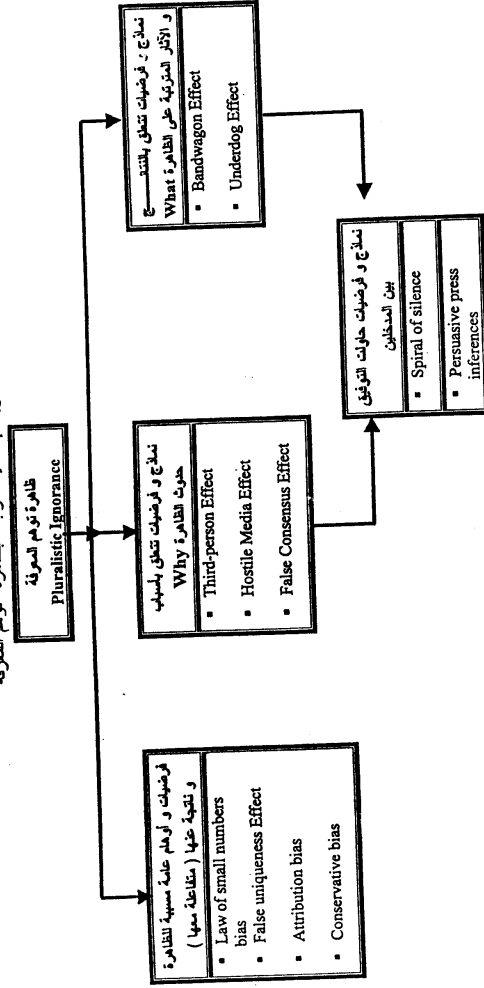 ظاهرة توهم المعرفة
Pluralistic Ignorance
فرضيات و أوهام عامة مسببة للظاهرة
و نتجة عنها ( متفاعلة معها )
▪ Law of small numbers
bias
▪ False uniqueness Effect
▪ Attribution bias
▪ Conservative bias
نماذج و فرضيات تتعلق بأسباب
حدوث الظاهرة Why
▪ Third-person Effect
▪ Hostile Media Effect
▪ False Consensus Effect
نماذج و فرضيات تتعلق
و الآثار المترتبة على الظاهرة What
▪ Bandwagon Effect
▪ Underdog Effect
نماذج و فرضيات حاولت التوفيق
بين المدخلين
▪ Spiral of silence
▪ Persuasive press
inferences